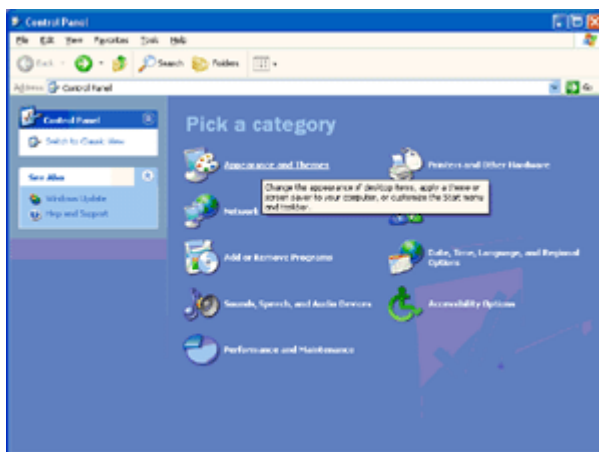 Control Panel
File Edit View Favorites Tools Help
Back Search Folders
Address Control Panel Go
Control Panel
Switch to Classic View
See Also
Windows Update
Help and Support
Pick a category
Appearance and Themes
Printers and Other Hardware
Change the appearance of desktop items, apply a theme or
screen saver to your computer, or customize the Start menu
and taskbar.
Network
Add or Remove Programs
Date, Time, Language, and Regional
Options
Sounds, Speech, and Audio Devices
Accessibility Options
Performance and Maintenance